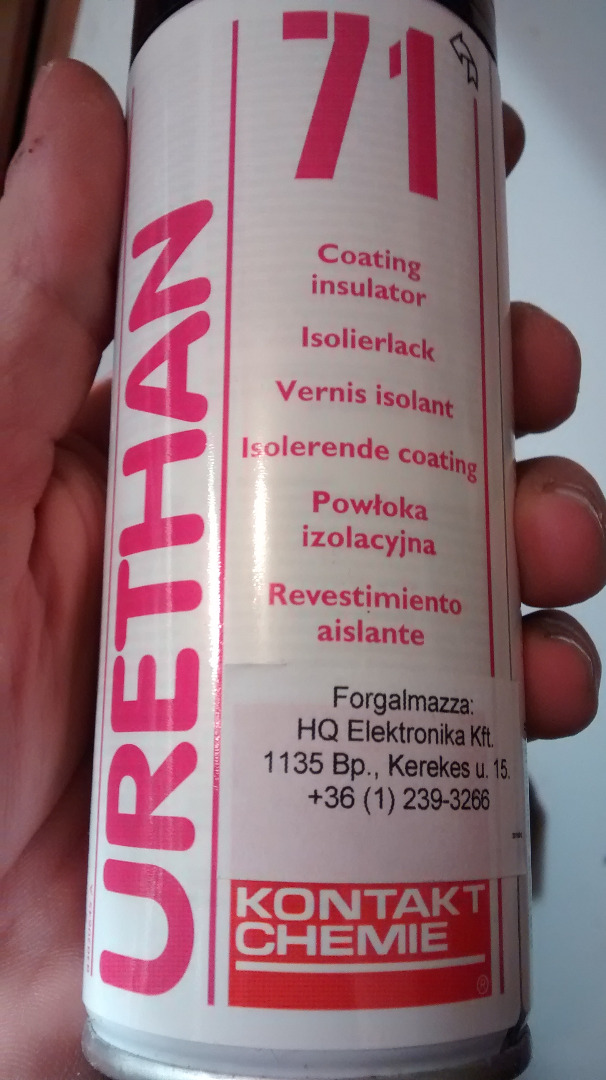 71
Coating
insulator
Isolierlack
Vernis isolant
Isolerende coating
Powłoka
izolacyjna
Revestimiento
aislante
URETHAN
Forgalmazza:
HQ Elektronika Kft.
1135 Bp., Kerekes u. 15.
+36 (1) 239-3266
KONTAKT
CHEMIE
®